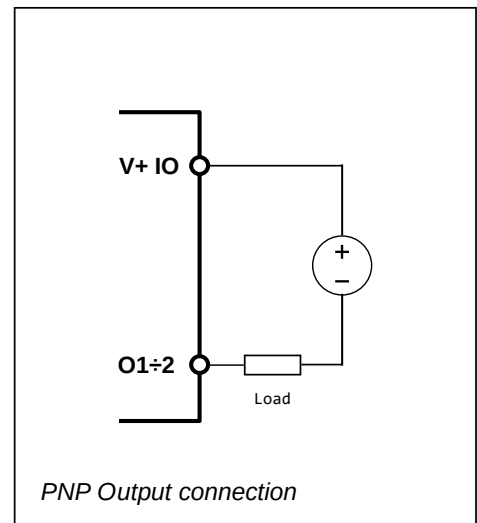 V+ IO
+
−
O1÷2
Load
PNP Output connection